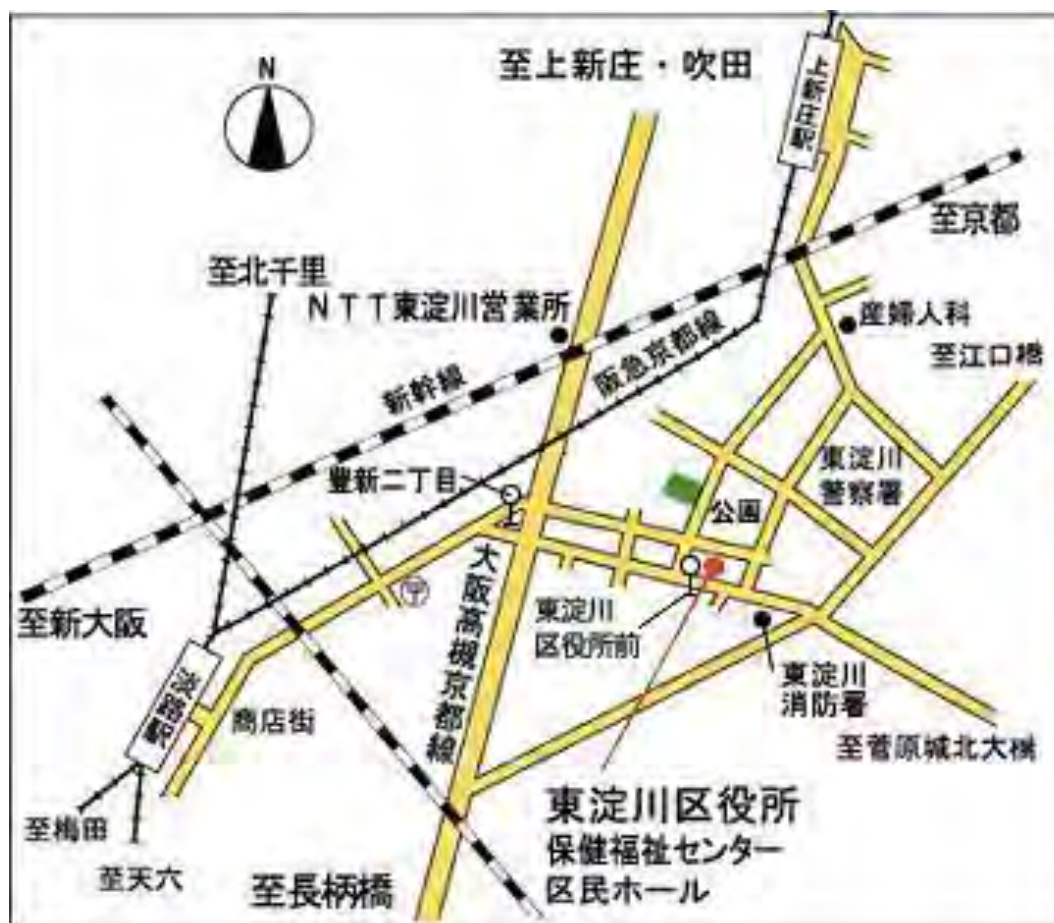 N
至上新庄・吹田
上新庄駅
至京都
至北千里
NTT東淀川営業所
産婦人科
至江口橋
新幹線
阪急京都線
豊新二丁目
東淀川
警察署
公園
〒
至新大阪
大阪高槻京都線
東淀川
区役所前
淡路駅
商店街
東淀川
消防署
至菅原城北大橋
至梅田
東淀川区役所
保健福祉センター
区民ホール
至天六
至長柄橋